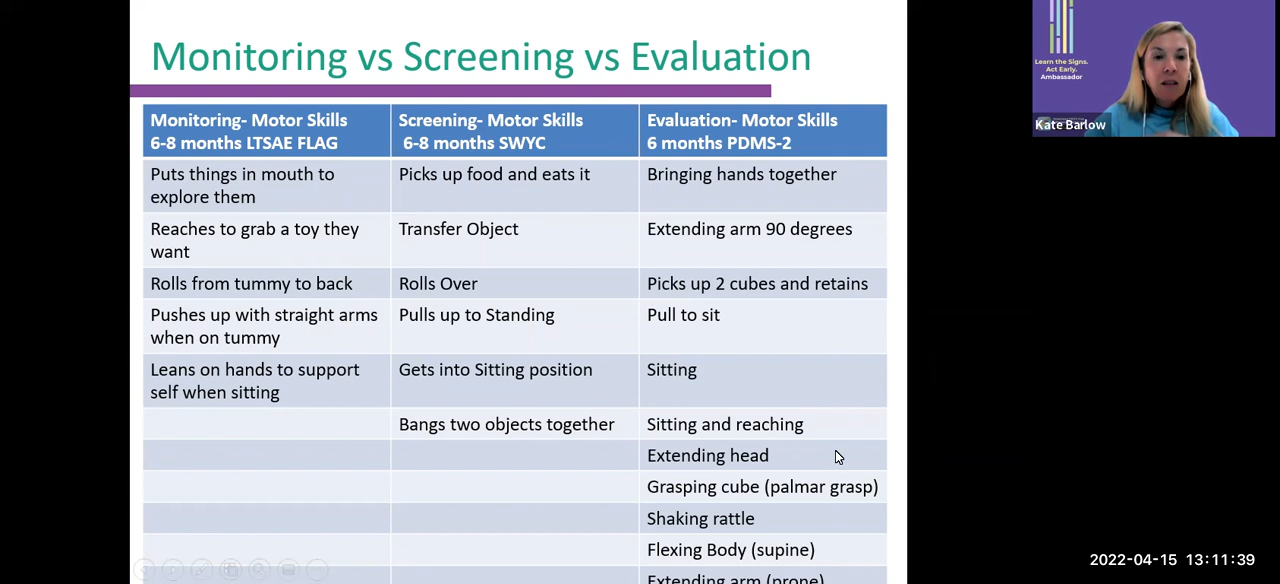 Monitoring vs Screening vs Evaluation
Monitoring- Motor Skills
6-8 months LTSAE FLAG
Screening- Motor Skills
6-8 months SWYC
Evaluation- Motor Skills
6 months PDMS-2
Puts things in mouth to
explore them
Picks up food and eats it
Bringing hands together
Reaches to grab a toy they
want
Transfer Object
Extending arm 90 degrees
Rolls from tummy to back
Rolls Over
Picks up 2 cubes and retains
Pushes up with straight arms
when on tummy
Pulls up to Standing
Pull to sit
Leans on hands to support
self when sitting
Gets into Sitting position
Sitting
Bangs two objects together
Sitting and reaching
Extending head
Grasping cube (palmar grasp)
Shaking rattle
Flexing Body (supine)
Extending arm (prone)
Learn the Signs.
Act Early.
Ambassador
Kate Barlow
2022-04-15 13:11:39